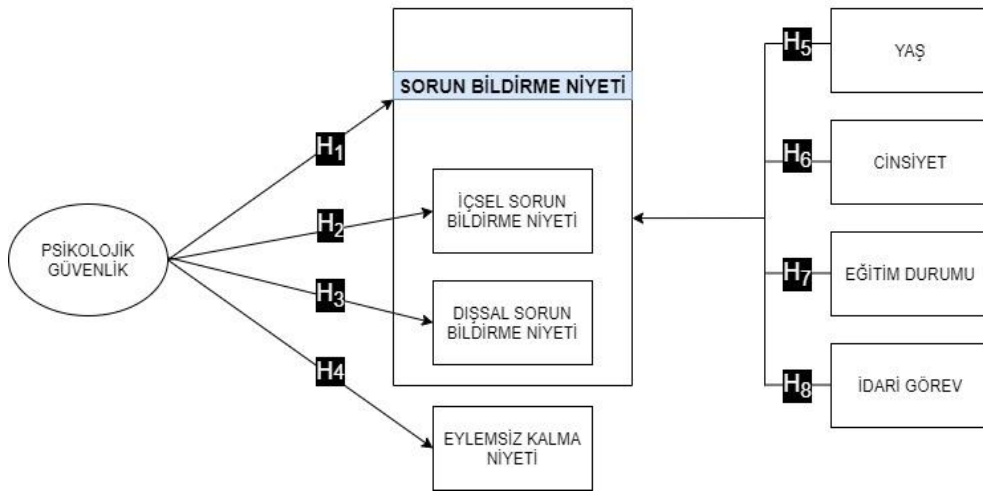 SORUN BİLDİRME NİYETİ
H1
H2
H3
H4
PSİKOLOJİK
GÜVENLİK
İÇSEL SORUN
BİLDİRME NİYETİ
DIŞSAL SORUN
BİLDİRME NİYETİ
EYLEMSİZ KALMA
NİYETİ
H5
YAŞ
H6
CİNSİYET
H7
EĞİTİM DURUMU
H8
İDARİ GÖREV